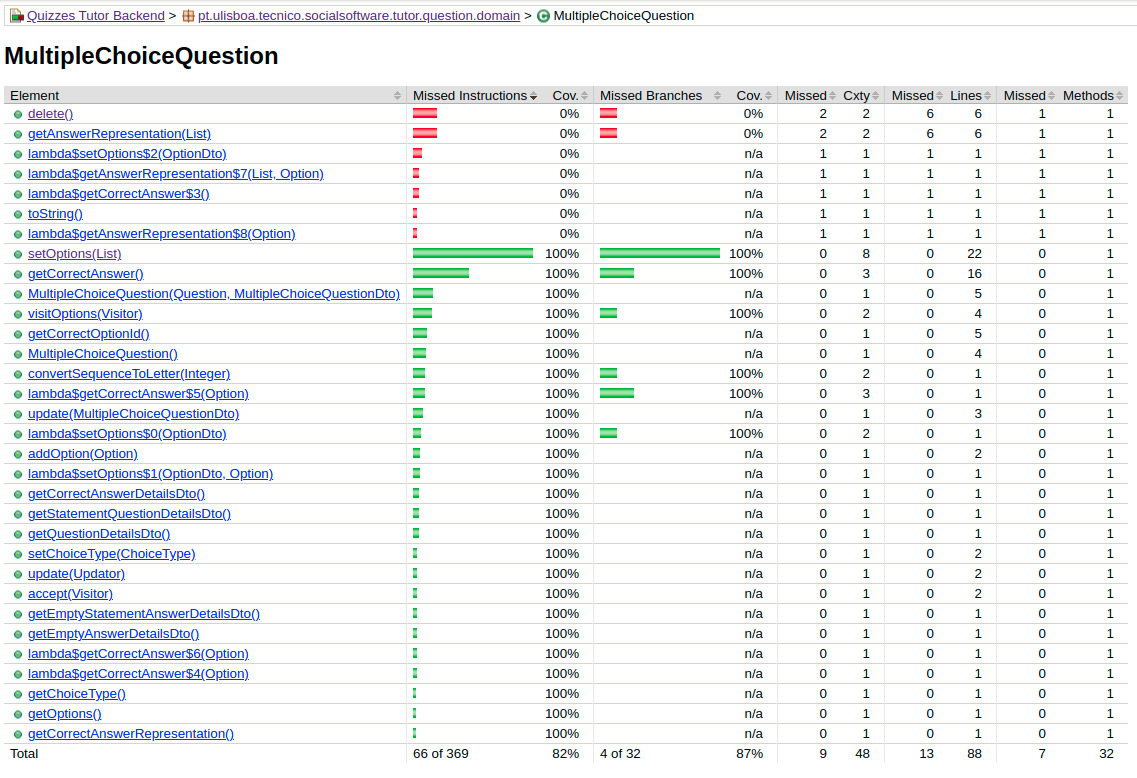 Quizzes Tutor Backend > pt.ulisboa.tecnico.socialsoftware.tutor.question.domain > MultipleChoiceQuestion
MultipleChoiceQuestion
Element Missed Instructions Cov. Missed Branches Cov. Missed Cxty Missed Lines Missed Methods
delete() 0% 0% 2 2 6 6 1 1
getAnswerRepresentation(List) 0% 0% 2 2 6 6 1 1
lambda$setOptions$2(OptionDto) 0% n/a 1 1 1 1 1 1
lambda$getAnswerRepresentation$7(List, Option) 0% n/a 1 1 1 1 1 1
lambda$getCorrectAnswer$3() 0% n/a 1 1 1 1 1 1
toString() 0% n/a 1 1 1 1 1 1
lambda$getAnswerRepresentation$8(Option) 0% n/a 1 1 1 1 1 1
setOptions(List) 100% 100% 0 8 0 22 0 1
getCorrectAnswer() 100% 100% 0 3 0 16 0 1
MultipleChoiceQuestion(Question, MultipleChoiceQuestionDto) 100% n/a 0 1 0 5 0 1
visitOptions(Visitor) 100% 100% 0 2 0 4 0 1
getCorrectOptionId() 100% n/a 0 1 0 5 0 1
MultipleChoiceQuestion() 100% n/a 0 1 0 4 0 1
convertSequenceToLetter(Integer) 100% 100% 0 2 0 1 0 1
lambda$getCorrectAnswer$5(Option) 100% 100% 0 3 0 1 0 1
update(MultipleChoiceQuestionDto) 100% n/a 0 1 0 3 0 1
lambda$setOptions$0(OptionDto) 100% 100% 0 2 0 1 0 1
addOption(Option) 100% n/a 0 1 0 2 0 1
lambda$setOptions$1(OptionDto, Option) 100% n/a 0 1 0 1 0 1
getCorrectAnswerDetailsDto() 100% n/a 0 1 0 1 0 1
getStatementQuestionDetailsDto() 100% n/a 0 1 0 1 0 1
getQuestionDetailsDto() 100% n/a 0 1 0 1 0 1
setChoiceType(ChoiceType) 100% n/a 0 1 0 2 0 1
update(Updator) 100% n/a 0 1 0 2 0 1
accept(Visitor) 100% n/a 0 1 0 2 0 1
getEmptyStatementAnswerDetailsDto() 100% n/a 0 1 0 1 0 1
getEmptyAnswerDetailsDto() 100% n/a 0 1 0 1 0 1
lambda$getCorrectAnswer$6(Option) 100% n/a 0 1 0 1 0 1
lambda$getCorrectAnswer$4(Option) 100% n/a 0 1 0 1 0 1
getChoiceType() 100% n/a 0 1 0 1 0 1
getOptions() 100% n/a 0 1 0 1 0 1
getCorrectAnswerRepresentation() 100% n/a 0 1 0 1 0 1
Total 66 of 369 82% 4 of 32 87% 9 48 13 88 7 32